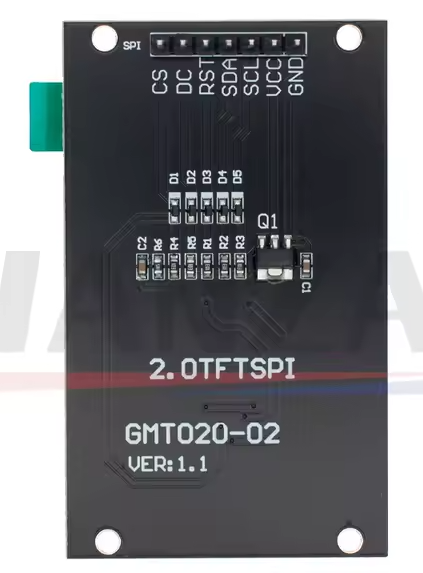 SPI
CS DC RST SDA SCL VCC GND
D1 D2 D3 D4 D5
Q1
C2 R6 R4 R5 R1 R2 R3
C1
2.0TFTSPI
GMT020-02
VER:1.1